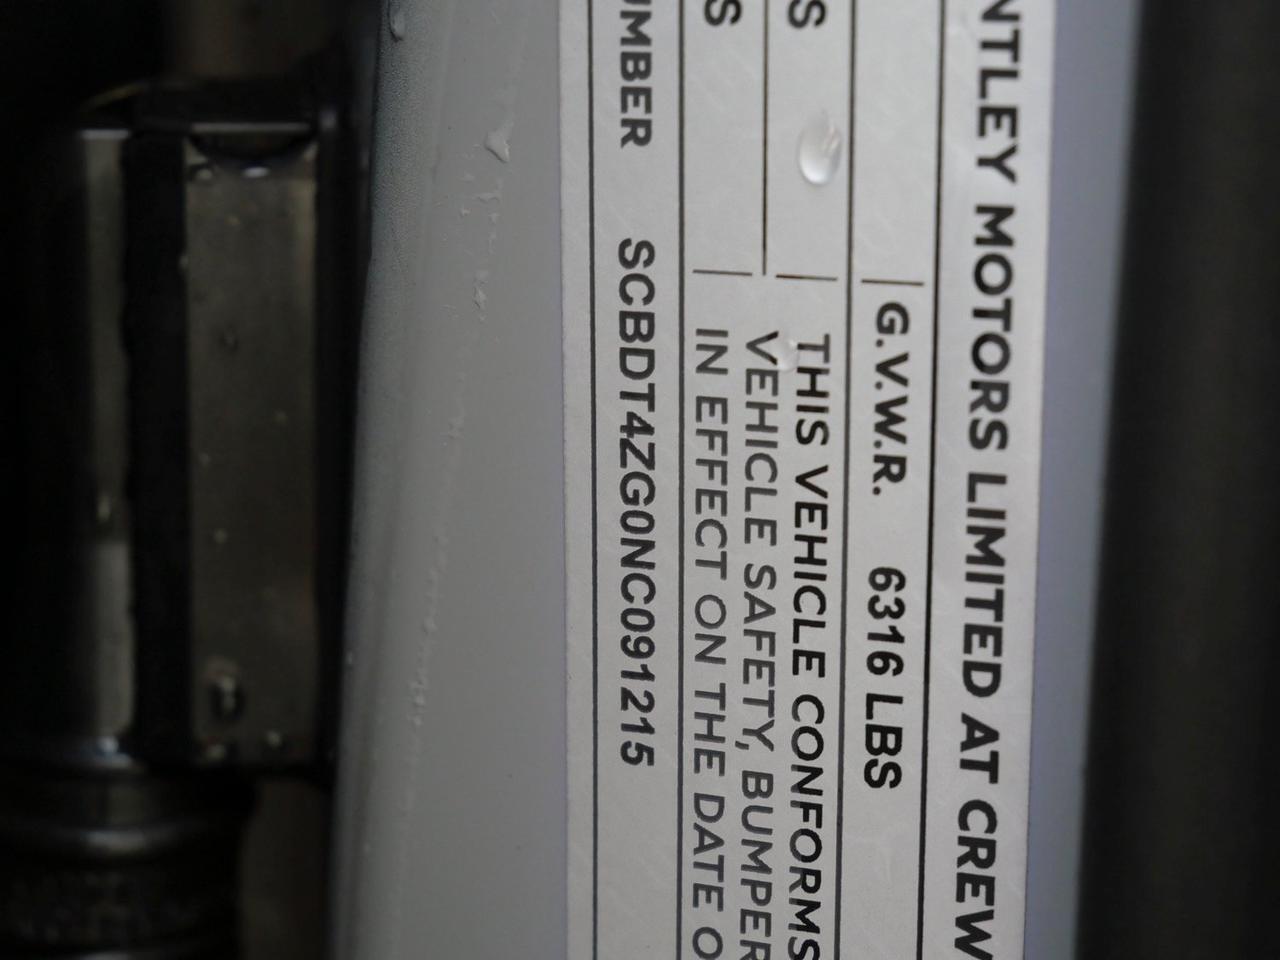 NTLEY MOTORS LIMITED AT CREW
G.V.W.R. 6316 LBS
S
THIS VEHICLE CONFORMS
VEHICLE SAFETY, BUMPER
S
IN EFFECT ON THE DATE O
UMBER SCBDT4ZG0NC091215